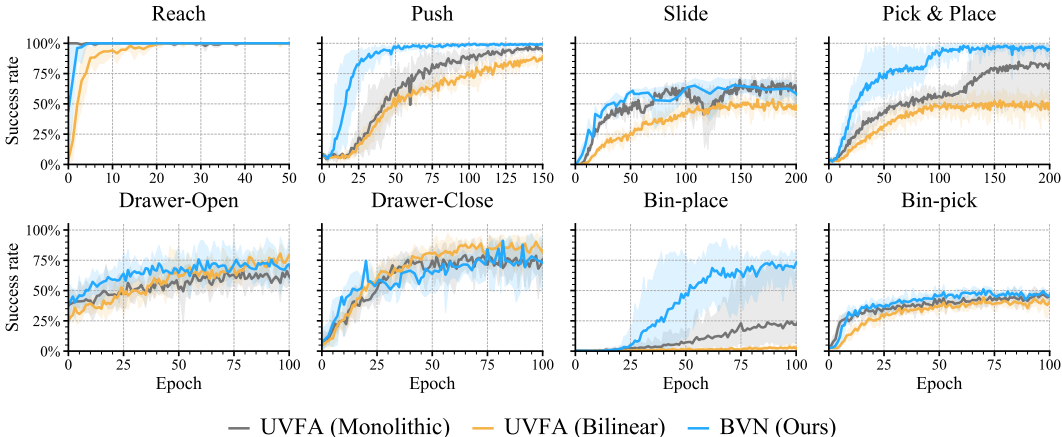 Reach Push Slide Pick & Place
Success rate
100%
75%
50%
25%
0%
0 10 20 30 40 50
0 25 50 75 100 125 150
0 50 100 150 200
0 50 100 150 200
Drawer-Open Drawer-Close Bin-place Bin-pick
Success rate
100%
75%
50%
25%
0%
0 25 50 75 100
0 25 50 75 100
0 25 50 75 100
0 25 50 75 100
Epoch Epoch Epoch Epoch
UVFA (Monolithic) UVFA (Bilinear) BVN (Ours)